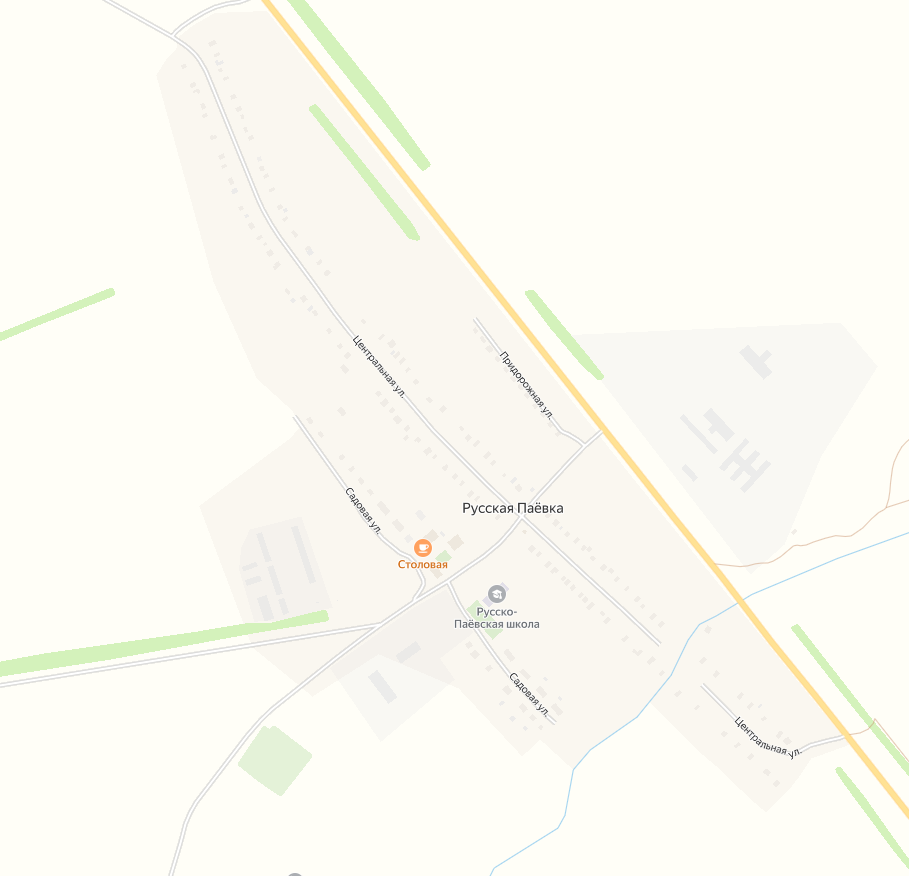 Центральная ул.
Придорожная ул.
Садовая ул.
Русская Паёвка
Столовая
Русско-
Паёвская школа
Садовая ул.
Центральная ул.